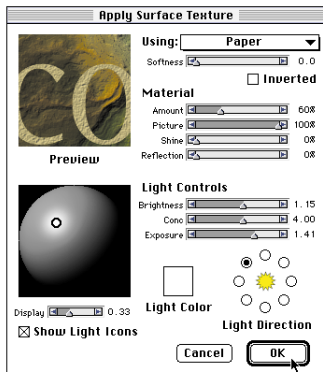 Apply Surface Texture
Using: Paper
Softness 0.0
Inverted
Material
Amount 60%
Picture 100%
Shine 0%
Reflection 0%
CO
Preview
Light Controls
Brightness 1.15
Conc 4.00
Exposure 1.41
Display 0.33
Show Light Icons
Light Color
Light Direction
Cancel
OK